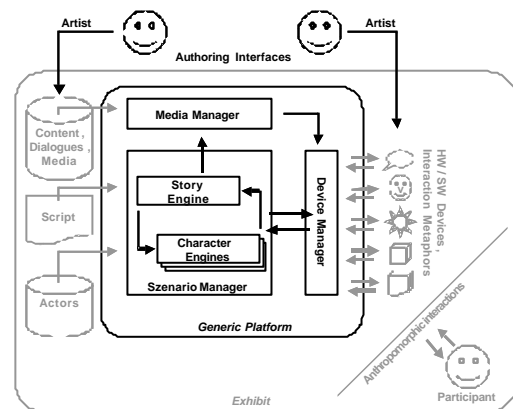 Artist
Artist
Authoring Interfaces
Content,
Dialogues,
Media
Media Manager
Story
Engine
Script
Character
Engines
Szenario Manager
Device Manager
HW / SW Devices,
Interaction Metaphors
Actors
Generic Platform
Anthropomorphic interactions
Participant
Exhibit